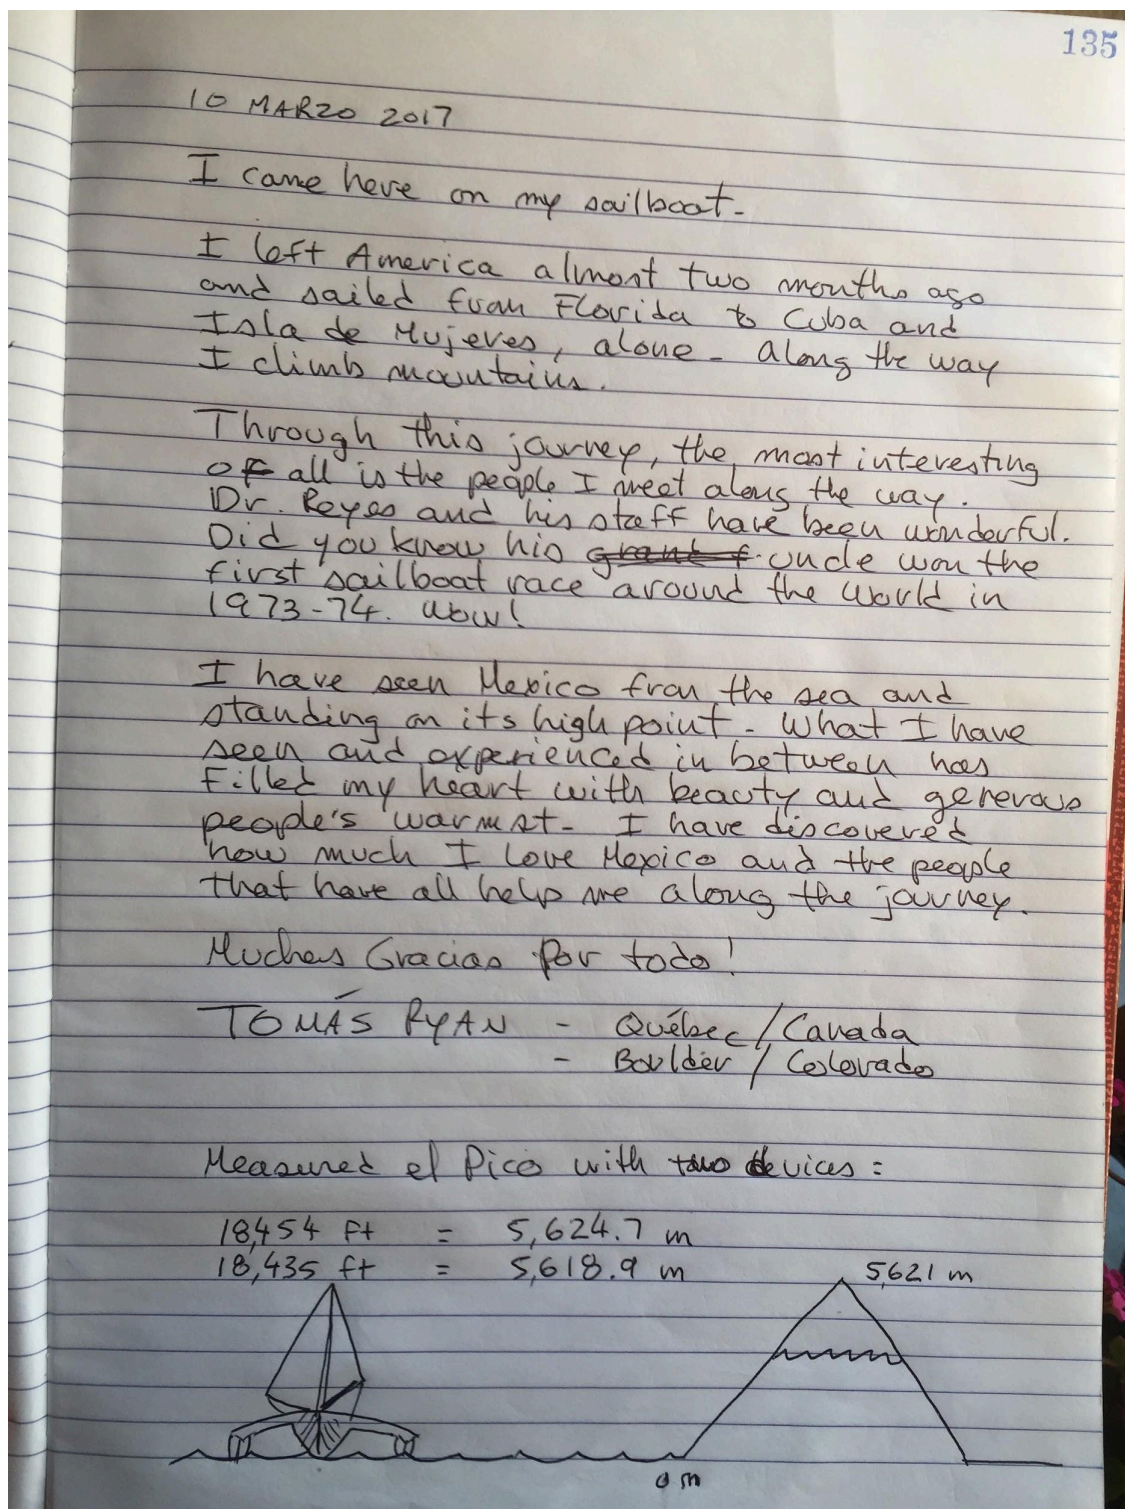 135
10 MARZO 2017
I came here on my sailboat.
I left America almost two months ago
and sailed from Florida to Cuba and
Isla de Mujeres, alone - along the way
I climb mountains.
Through this journey, the most interesting
of all is the people I meet along the way.
Dr. Reyes and his staff have been wonderful.
Did you know his grant f uncle won the
first sailboat race around the world in
1973-74. Wow!
I have seen Mexico from the sea and
standing on its high point - What I have
seen and experienced in between has
filled my heart with beauty and generous
people's warmst - I have discovered
how much I love Mexico and the people
that have all help me along the journey.
Muchas Gracias por todo!
TOMÁS RYAN - Québec / Canada
- Boulder / Colorado
Measured el Pico with two devices:
18,454 ft = 5,624.7 m
18,435 ft = 5,618.9 m
5,621 m
0 m